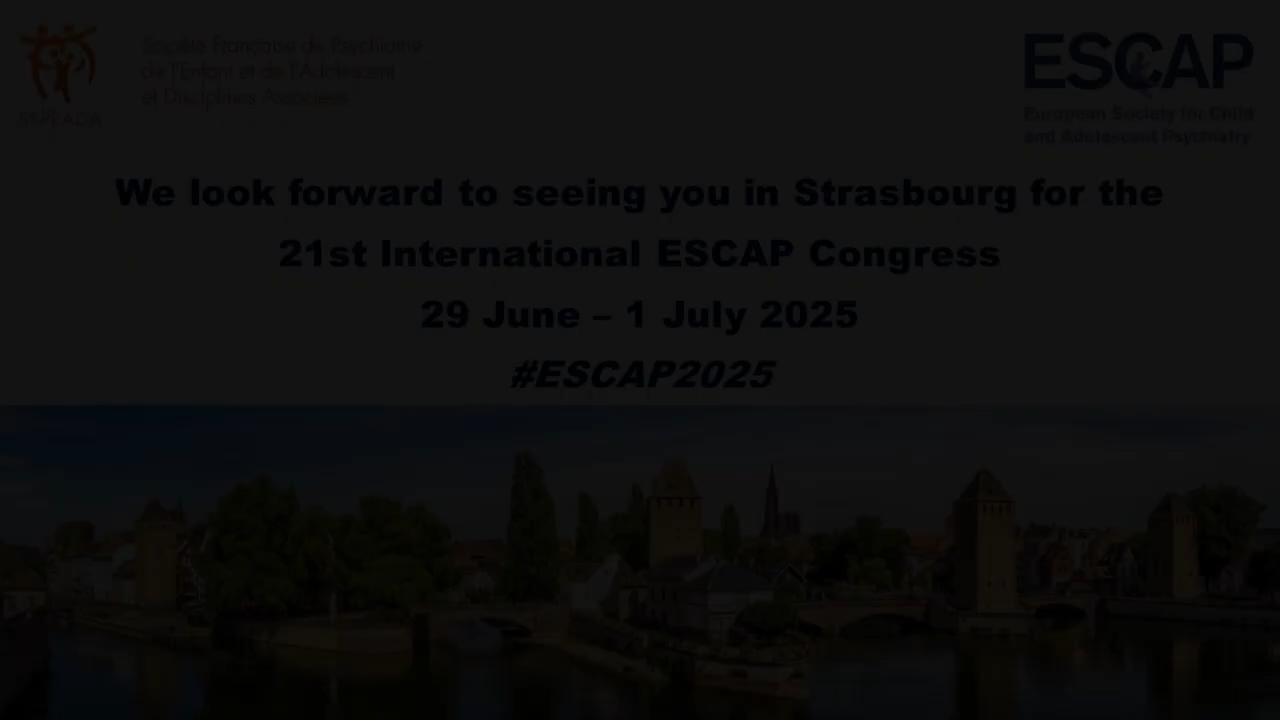 Société Française de Psychiatrie
de l'Enfant et de l'Adolescent
et Disciplines Associées
SFPEADA
ESCAP
European Society for Child
and Adolescent Psychiatry
We look forward to seeing you in Strasbourg for the
21st International ESCAP Congress
29 June – 1 July 2025
#ESCAP2025